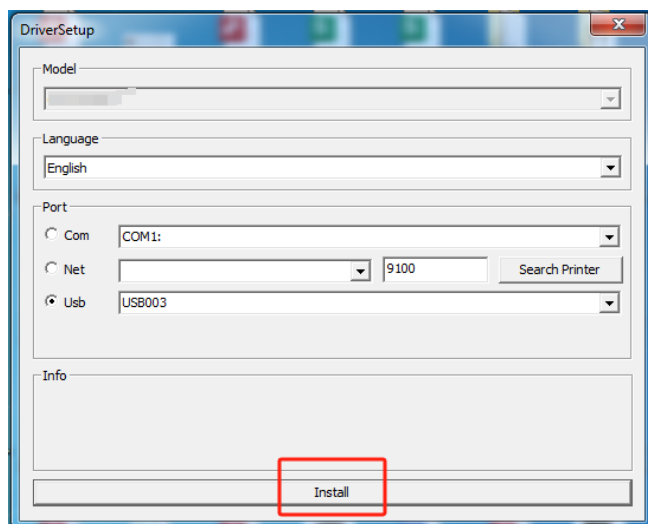 DriverSetup
Model
Language
English
Port
Com COM1:
Net 9100 Search Printer
Usb USB003
Info
Install